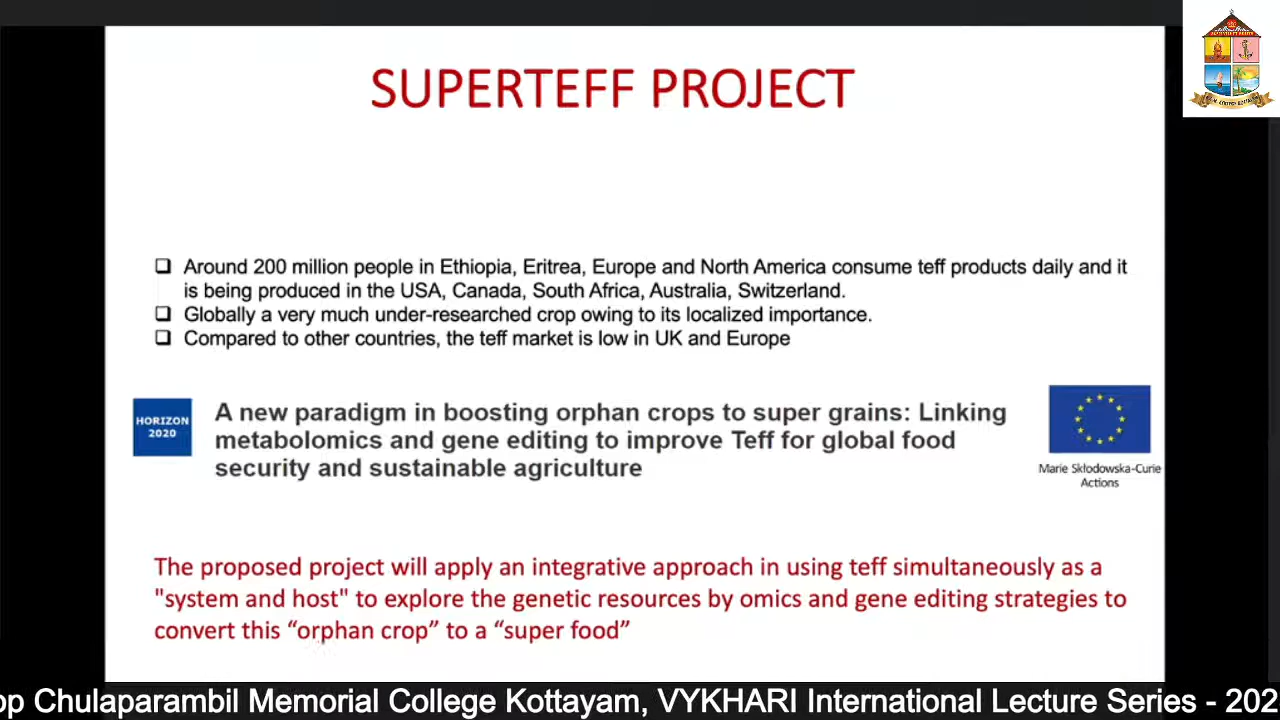 SUPERTEFF PROJECT
❑ Around 200 million people in Ethiopia, Eritrea, Europe and North America consume teff products daily and it
is being produced in the USA, Canada, South Africa, Australia, Switzerland.
❑ Globally a very much under-researched crop owing to its localized importance.
❑ Compared to other countries, the teff market is low in UK and Europe
HORIZON
2020
A new paradigm in boosting orphan crops to super grains: Linking
metabolomics and gene editing to improve Teff for global food
security and sustainable agriculture
Marie Skłodowska-Curie
Actions
The proposed project will apply an integrative approach in using teff simultaneously as a
"system and host" to explore the genetic resources by omics and gene editing strategies to
convert this “orphan crop” to a “super food”
op Chulaparambil Memorial College Kottayam, VYKHARI International Lecture Series - 202